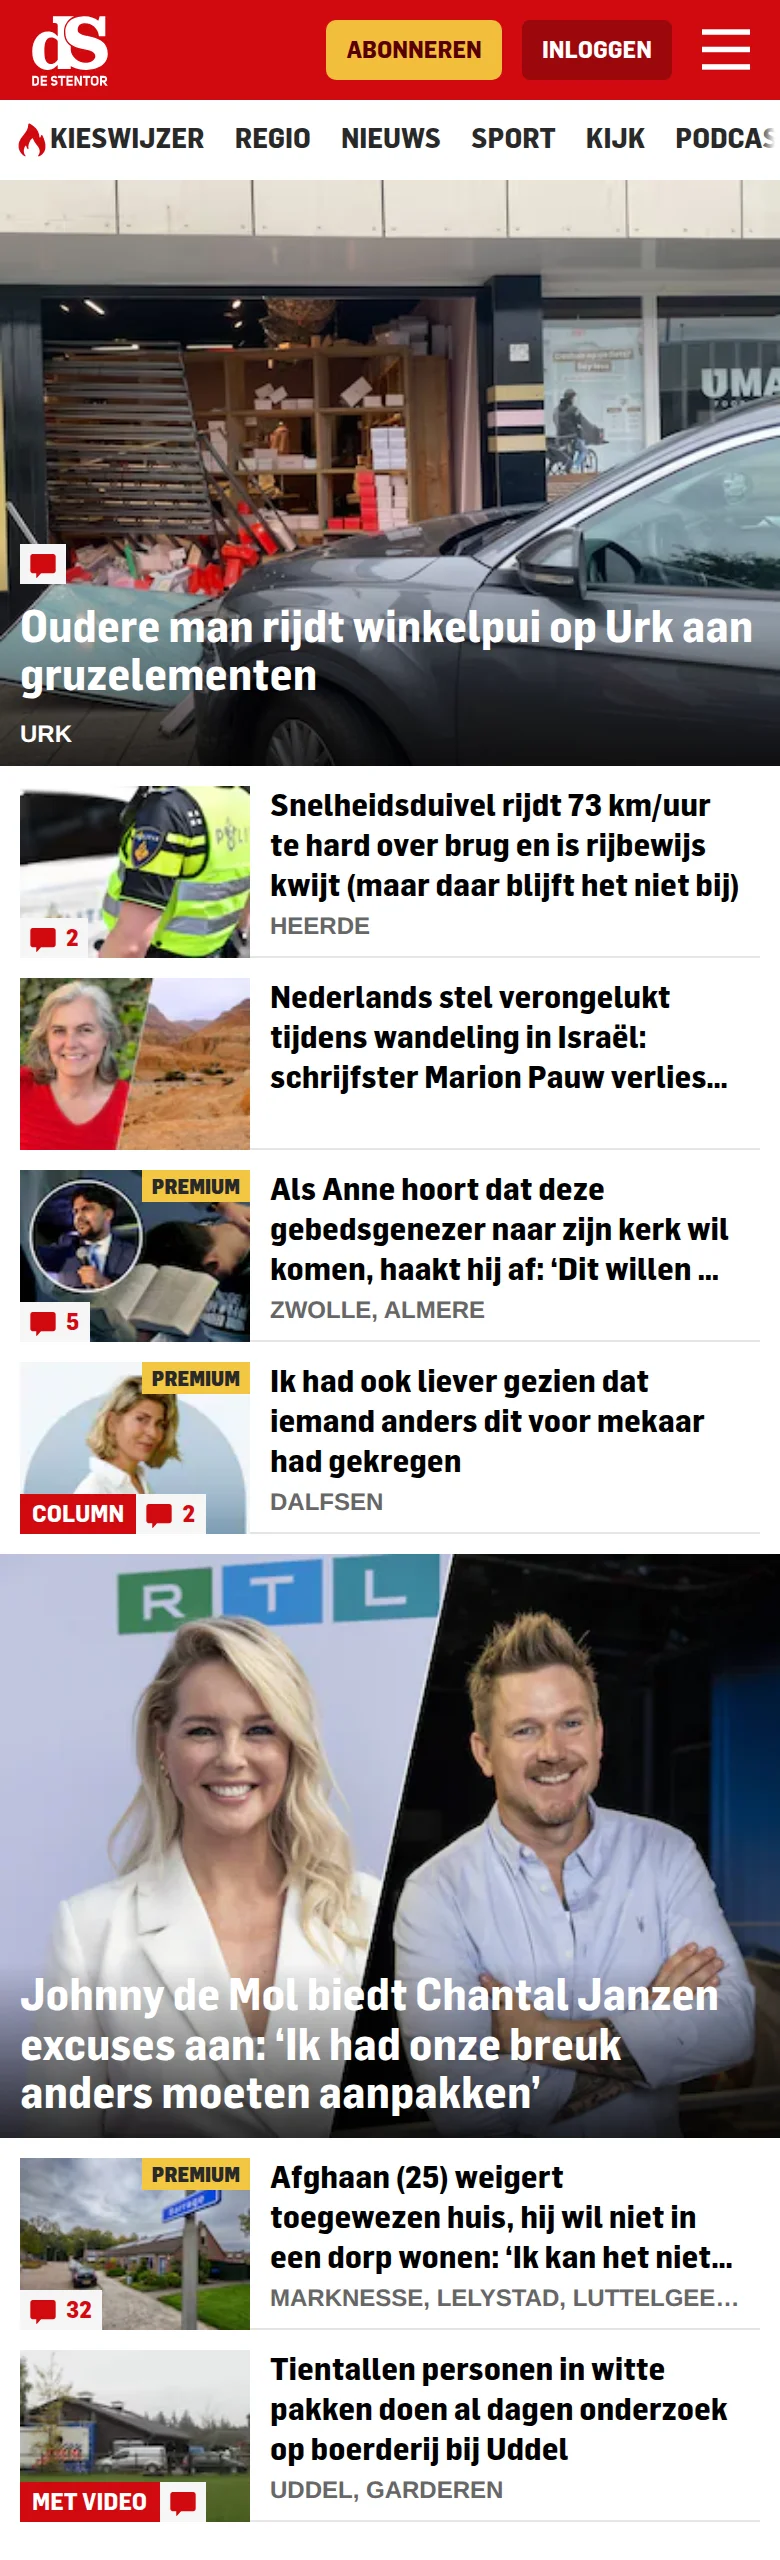 dS
DE STENTOR
ABONNEREN
INLOGGEN
KIESWIJZER REGIO NIEUWS SPORT KIJK PODCAS
UMA
Oudere man rijdt winkelpui op Urk aan
gruzelementen
URK
Snelheidsduivel rijdt 73 km/uur
te hard over brug en is rijbewijs
kwijt (maar daar blijft het niet bij)
2
HEERDE
Nederlands stel verongelukt
tijdens wandeling in Israël:
schrijfster Marion Pauw verlies...
PREMIUM
Als Anne hoort dat deze
gebedsgenezer naar zijn kerk wil
komen, haakt hij af: ‘Dit willen ...
5
ZWOLLE, ALMERE
PREMIUM
Ik had ook liever gezien dat
iemand anders dit voor mekaar
had gekregen
COLUMN
2
DALFSEN
RTL
Johnny de Mol biedt Chantal Janzen
excuses aan: ‘Ik had onze breuk
anders moeten aanpakken’
PREMIUM
Afghaan (25) weigert
toegewezen huis, hij wil niet in
een dorp wonen: ‘Ik kan het niet...
32
MARKNESSE, LELYSTAD, LUTTELGEE...
Tientallen personen in witte
pakken doen al dagen onderzoek
op boerderij bij Uddel
MET VIDEO
UDDEL, GARDEREN